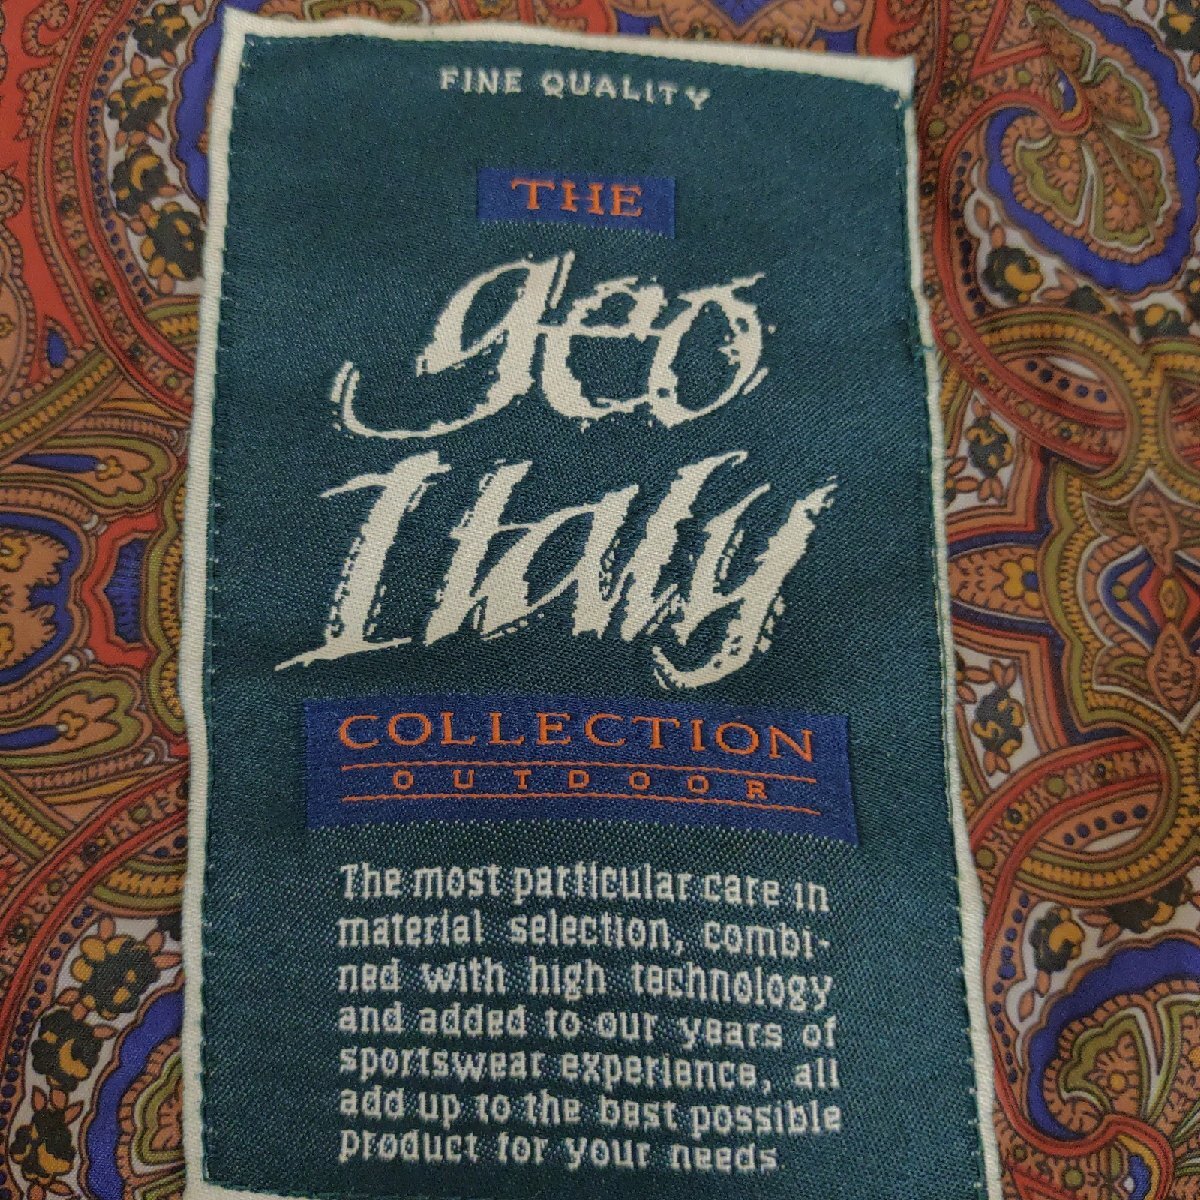 FINE QUALITY
THE
geo
Italy
COLLECTION
OUTDOOR
The most particular care in
material selection, combi-
ned with high technology
and added to our years of
sportswear experience, all
add up to the best possible
product for your needs.